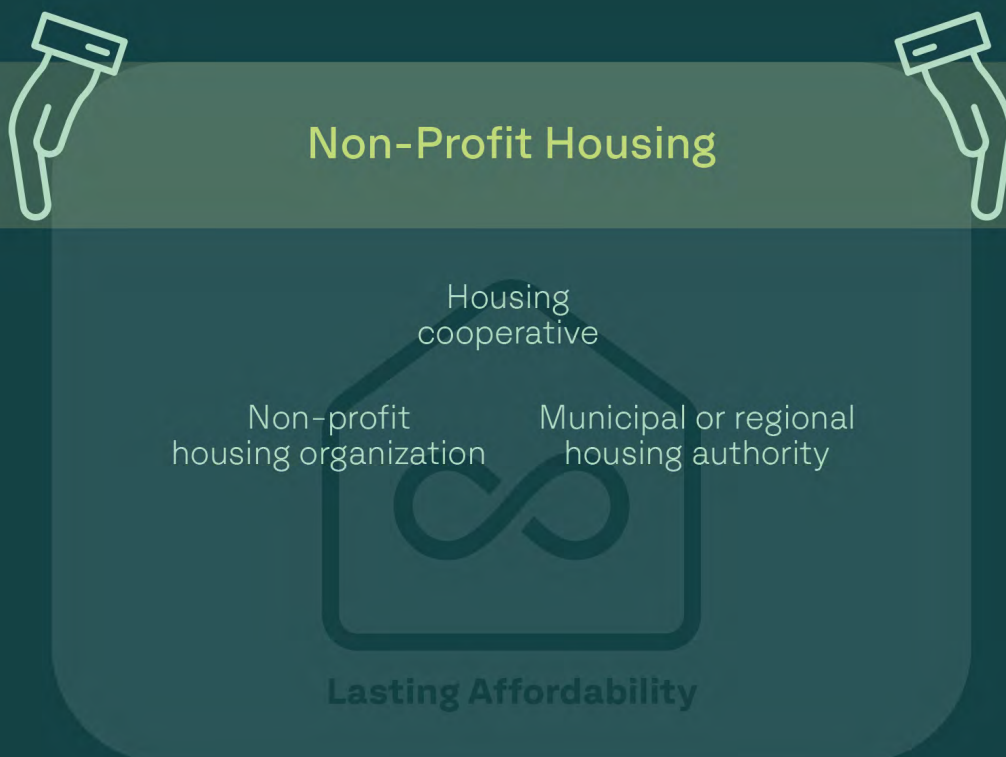 Non-Profit Housing
Housing
cooperative
Non-profit
housing organization
Municipal or regional
housing authority
Lasting Affordability